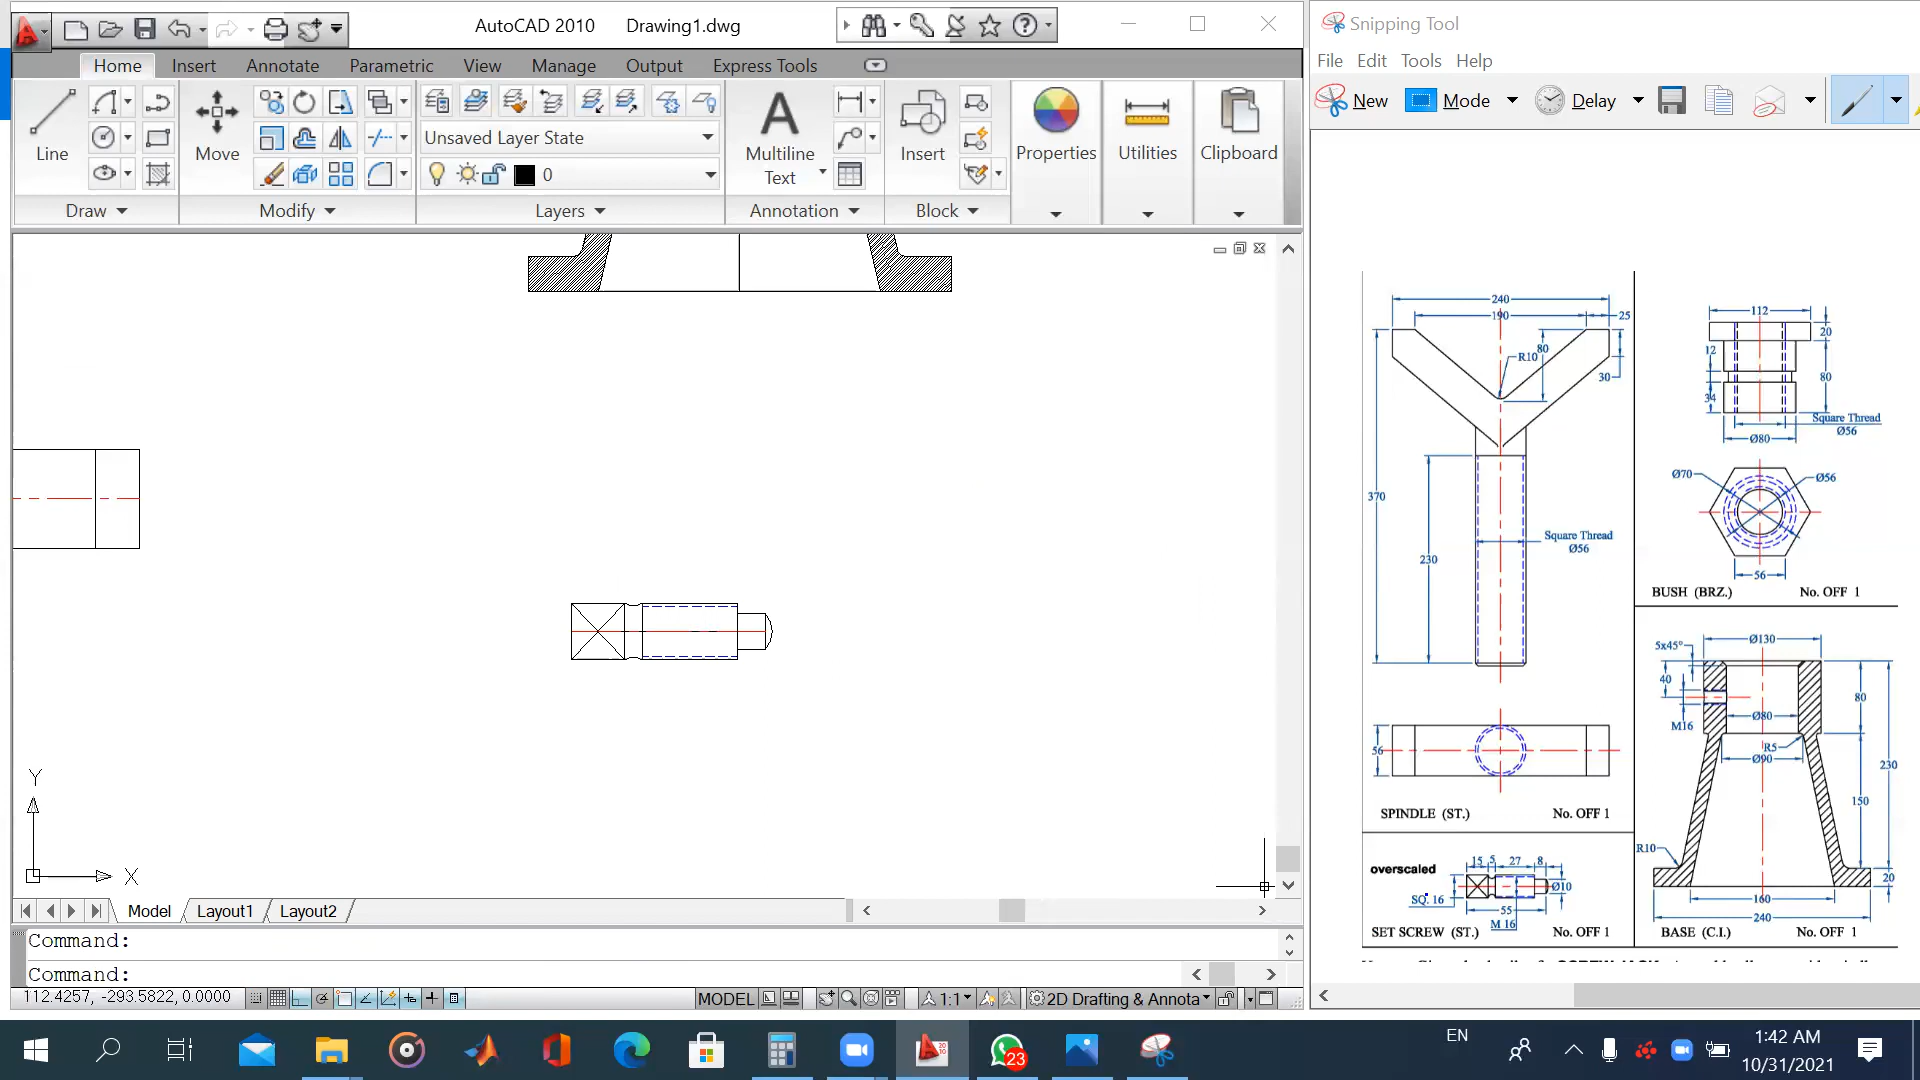 AutoCAD 2010 Drawing1.dwg
Home Insert Annotate Parametric View Manage Output Express Tools
Line
Move
Unsaved Layer State
0
Multiline
Text
Insert
Properties
Utilities
Clipboard
Draw
Modify
Layers
Annotation
Block
Y
X
Model Layout1 Layout2
Command:
Command:
112.4257, -293.5822, 0.0000
MODEL
1:1
2D Drafting & Annota
Snipping Tool
File Edit Tools Help
New Mode Delay
240
190
25
R10
80
30
370
230
Square Thread
Ø56
56
SPINDLE (ST.) No. OFF 1
112
20
12
80
34
Square Thread
Ø56
Ø80
Ø70
Ø56
56
BUSH (BRZ.) No. OFF 1
Ø130
5x45°
40
80
M16
Ø80
R5
Ø90
230
150
R10
20
160
240
BASE (C.I.) No. OFF 1
overscaled
15 5 27 8
Ø10
SQ. 16
55
M 16
SET SCREW (ST.) No. OFF 1
2010
23
EN
1:42 AM
10/31/2021